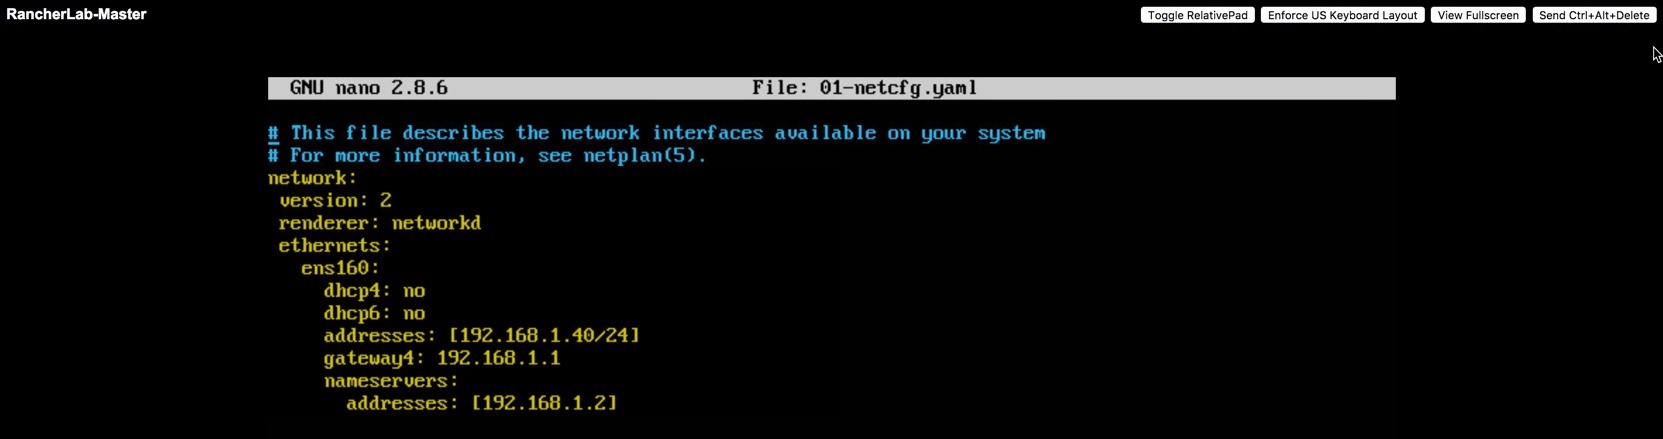 RancherLab-Master
Toggle RelativePad Enforce US Keyboard Layout View Fullscreen Send Ctrl+Alt+Delete
GNU nano 2.8.6 File: 01-netcfg.yaml
# This file describes the network interfaces available on your system
# For more information, see netplan(5).
network:
 version: 2
 renderer: networkd
 ethernets:
   ens160:
     dhcp4: no
     dhcp6: no
     addresses: [192.168.1.40/24]
     gateway4: 192.168.1.1
     nameservers:
       addresses: [192.168.1.2]